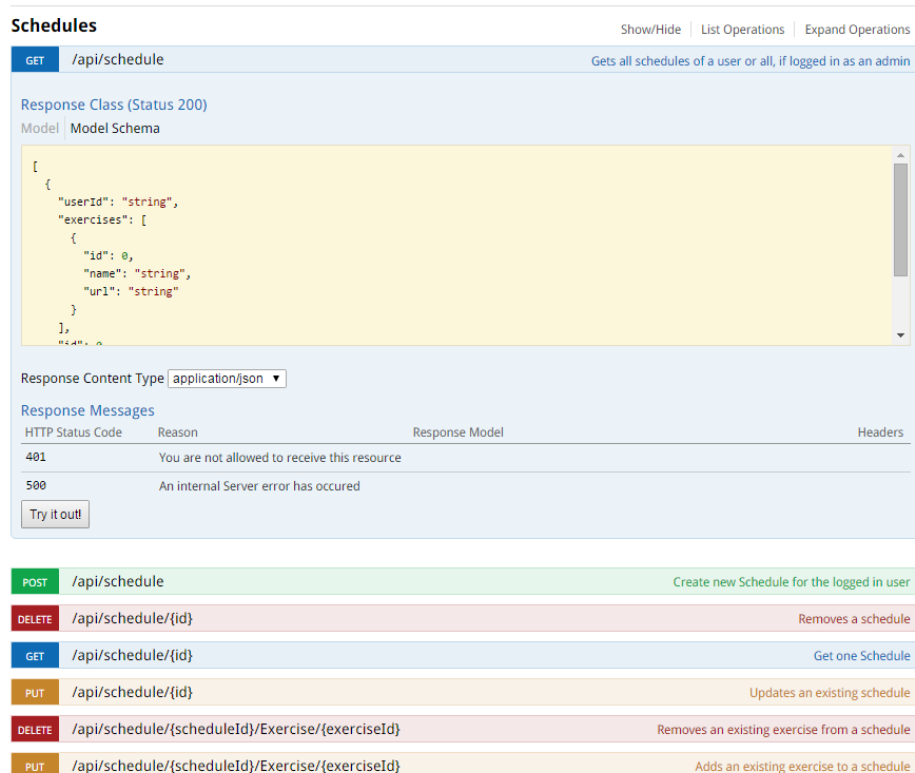 Schedules
Show/Hide List Operations Expand Operations
GET /api/schedule Gets all schedules of a user or all, if logged in as an admin
Response Class (Status 200)
Model Model Schema
[
{
"userId": "string",
"exercises": [
{
"id": 0,
"name": "string",
"url": "string"
}
],
"id": 0
Response Content Type application/json
Response Messages
HTTP Status Code Reason Response Model Headers
401 You are not allowed to receive this resource
500 An internal Server error has occured
Try it out!
POST /api/schedule Create new Schedule for the logged in user
DELETE /api/schedule/{id} Removes a schedule
GET /api/schedule/{id} Get one Schedule
PUT /api/schedule/{id} Updates an existing schedule
DELETE /api/schedule/{scheduleId}/Exercise/{exerciseId} Removes an existing exercise from a schedule
PUT /api/schedule/{scheduleId}/Exercise/{exerciseId} Adds an existing exercise to a schedule